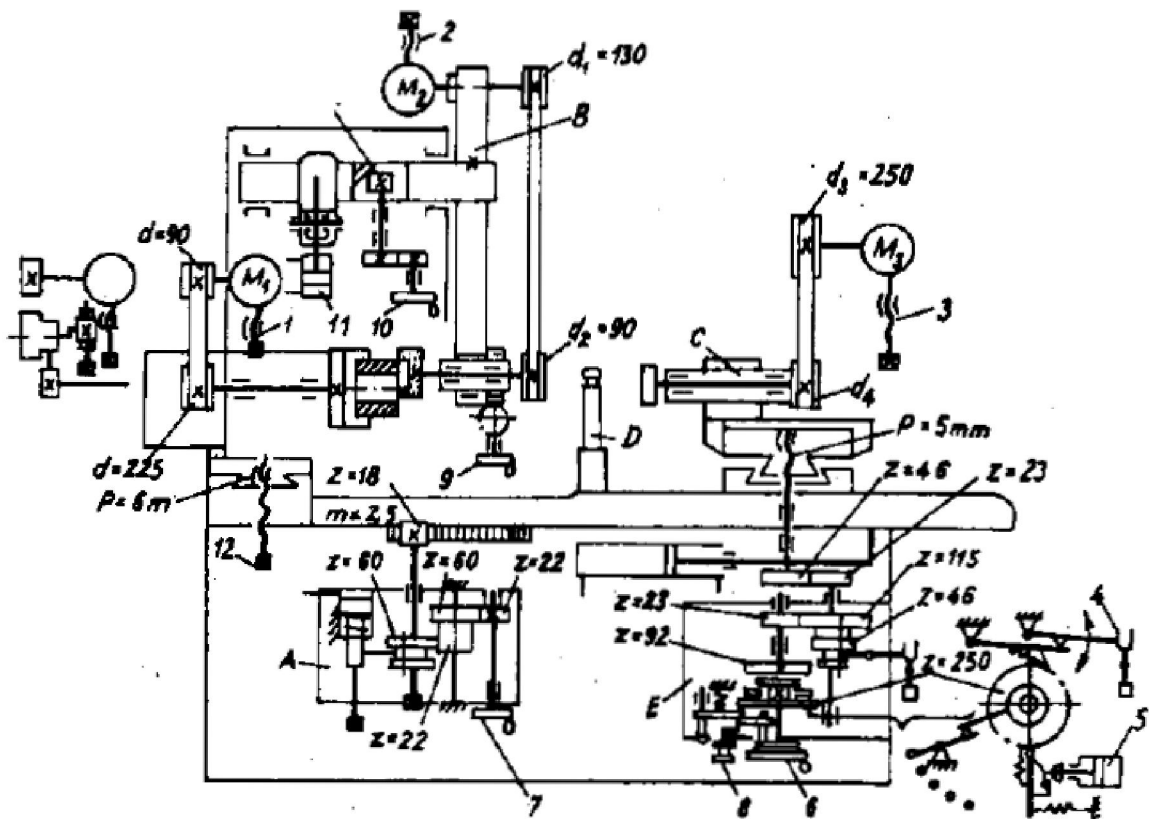 2
d₁ = 130
M₂
B
d₃ = 250
d = 90
M₁
M₃
1
11
10
d₂ = 90
C
3
D
d₄
P = 5mm
d = 225
9
z = 18
z = 46
z = 23
P = 6m
m = 2,5
12
z = 60
z = 60
z = 22
z = 115
z = 23
z = 46
4
z = 92
A
z = 250
E
5
z = 22
7
8
6